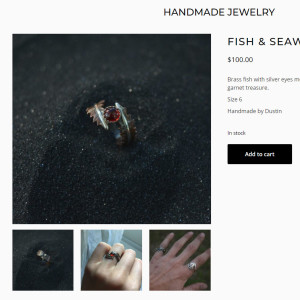 HANDMADE JEWELRY
FISH & SEAW
$100.00
Brass fish with silver eyes m
garnet treasure.
Size 6
Handmade by Dustin
In stock
Add to cart